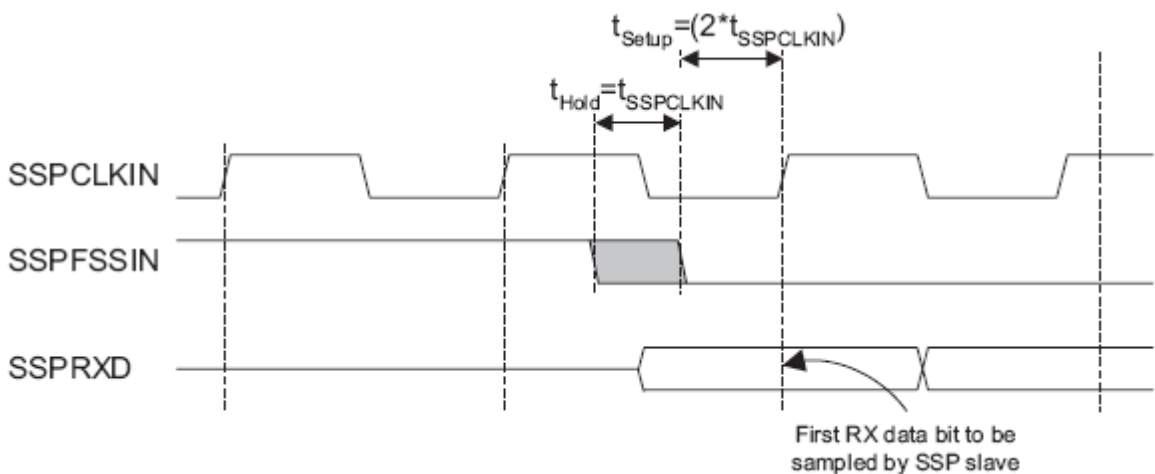 tSetup=(2*tSSPCLKIN)
tHold=tSSPCLKIN
SSPCLKIN
SSPFSSIN
SSPRXD
First RX data bit to be
sampled by SSP slave